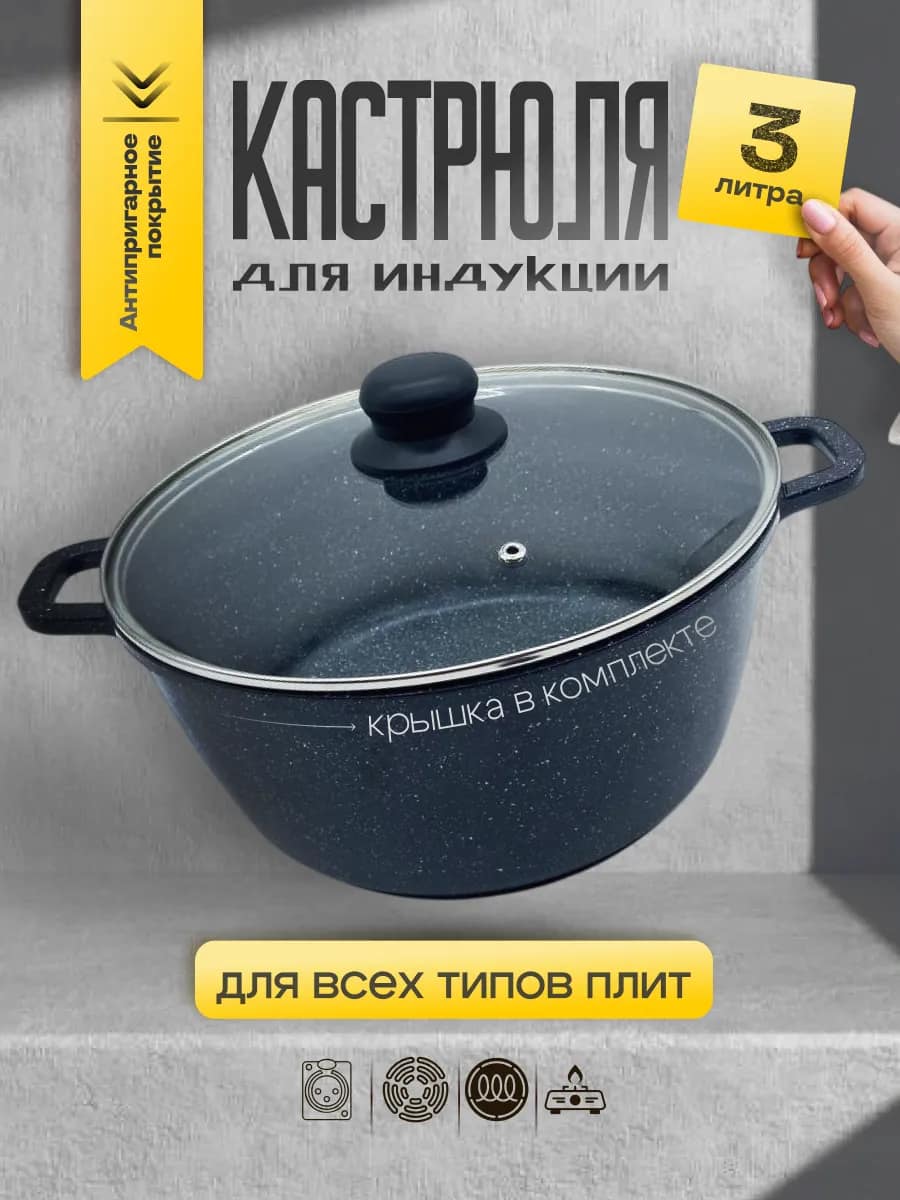 Антипригарное
покрытие
КАСТРЮЛЯ
для индукции
3
литра
крышка в комплекте
для всех типов плит